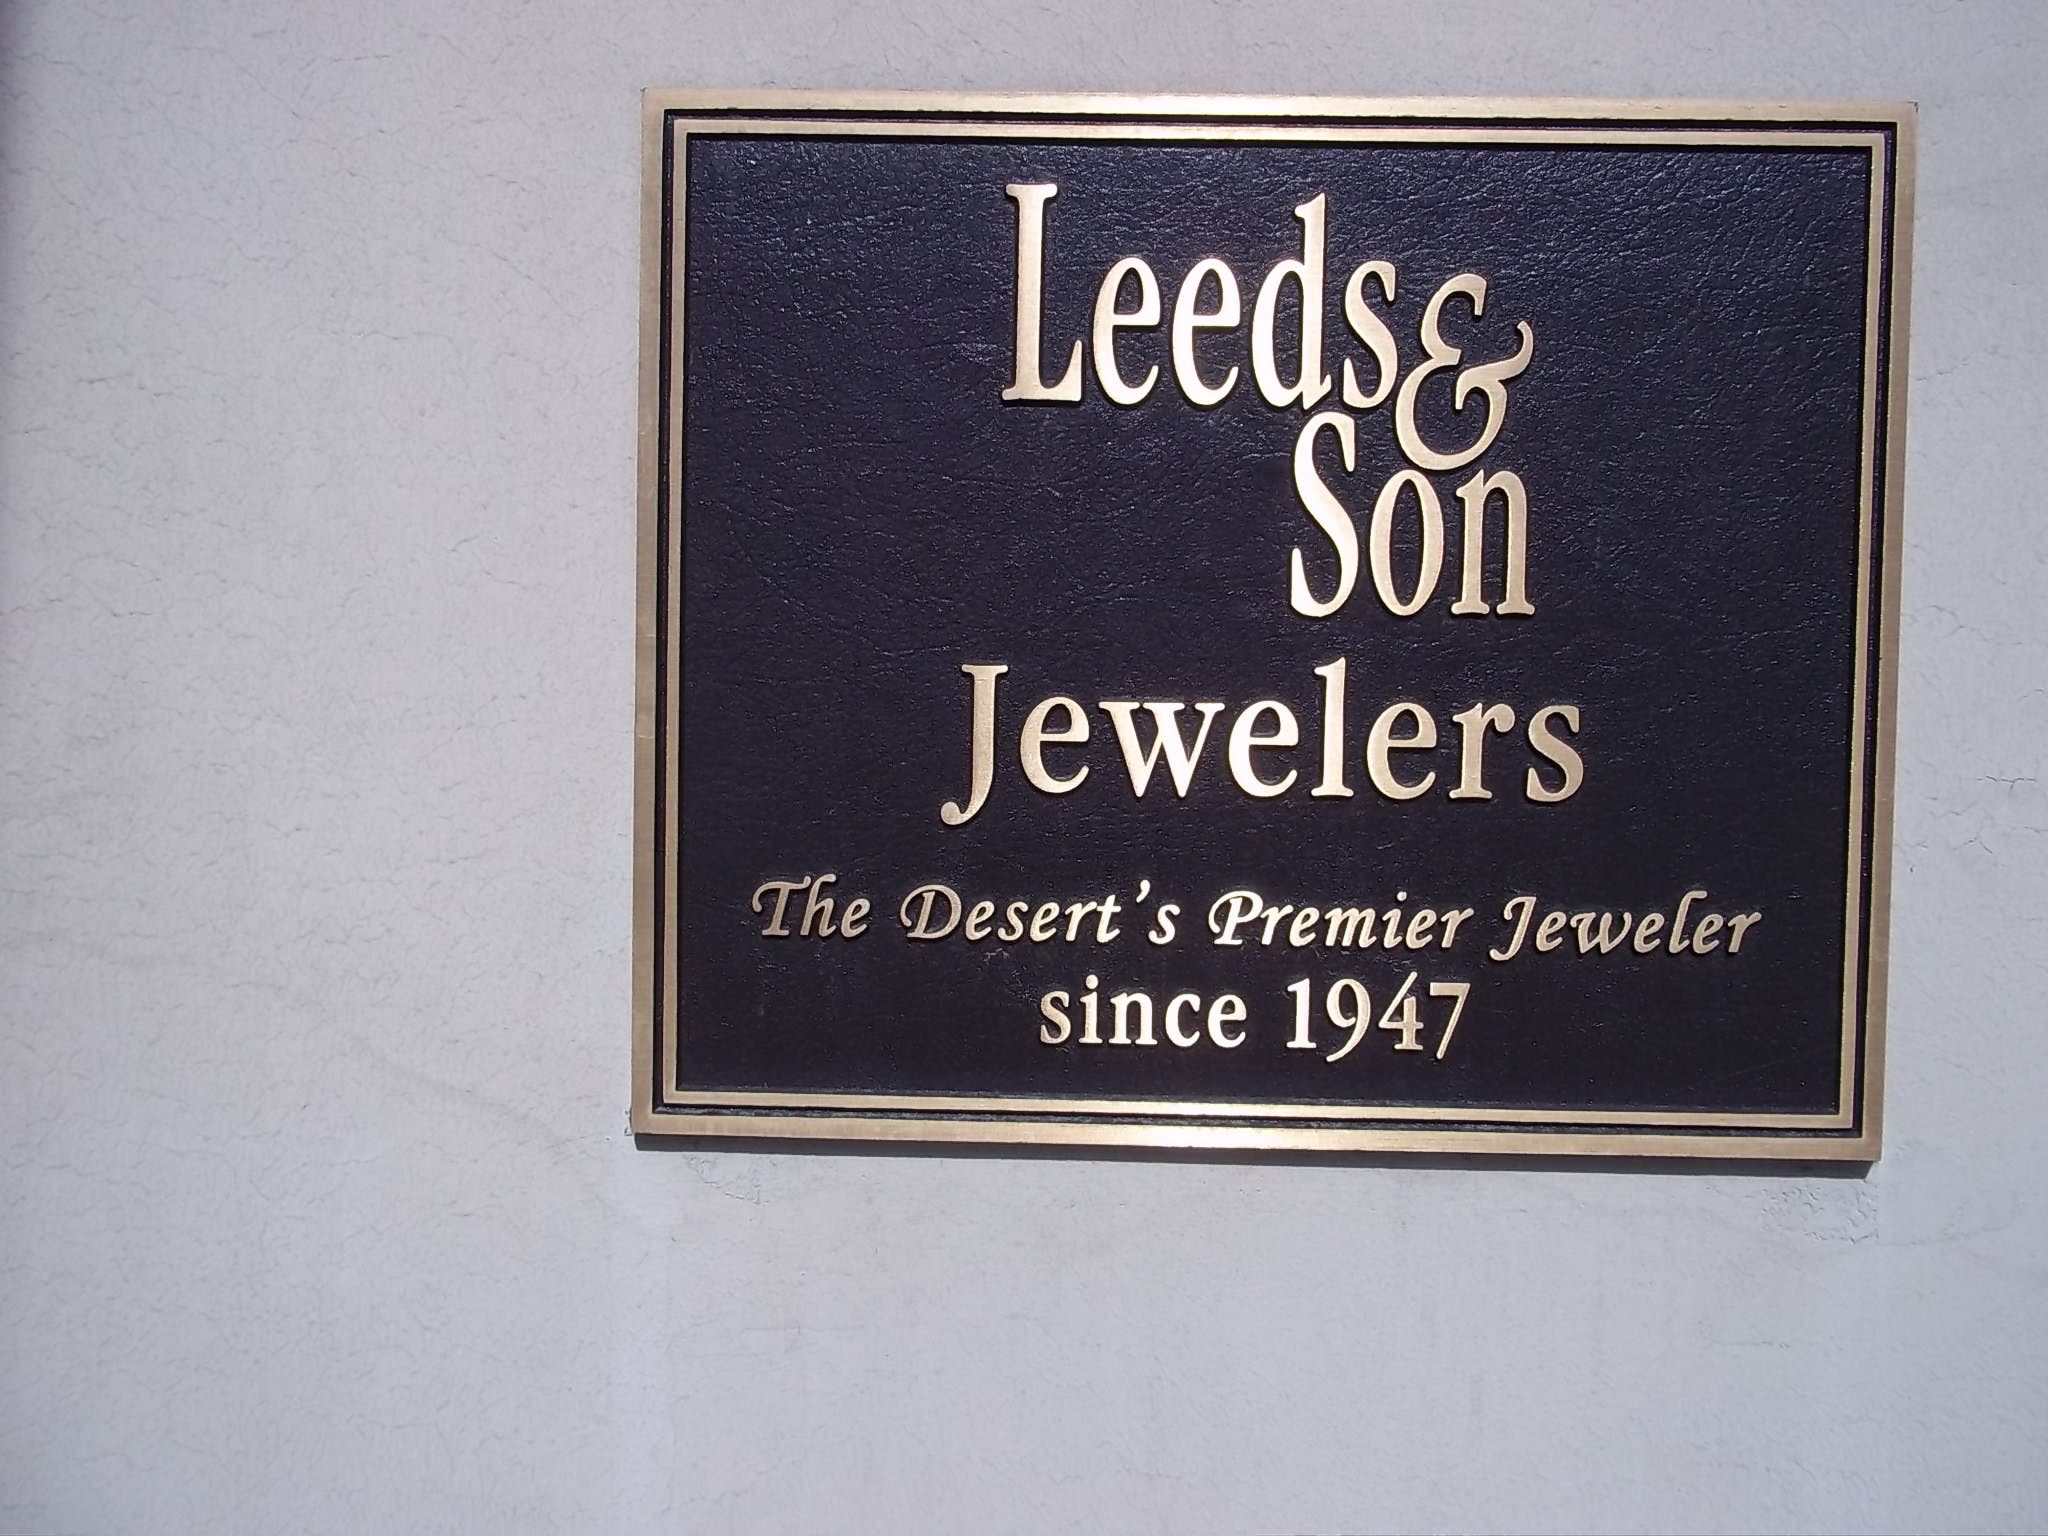 Leeds &
Son
Jewelers
The Desert's Premier Jeweler
since 1947